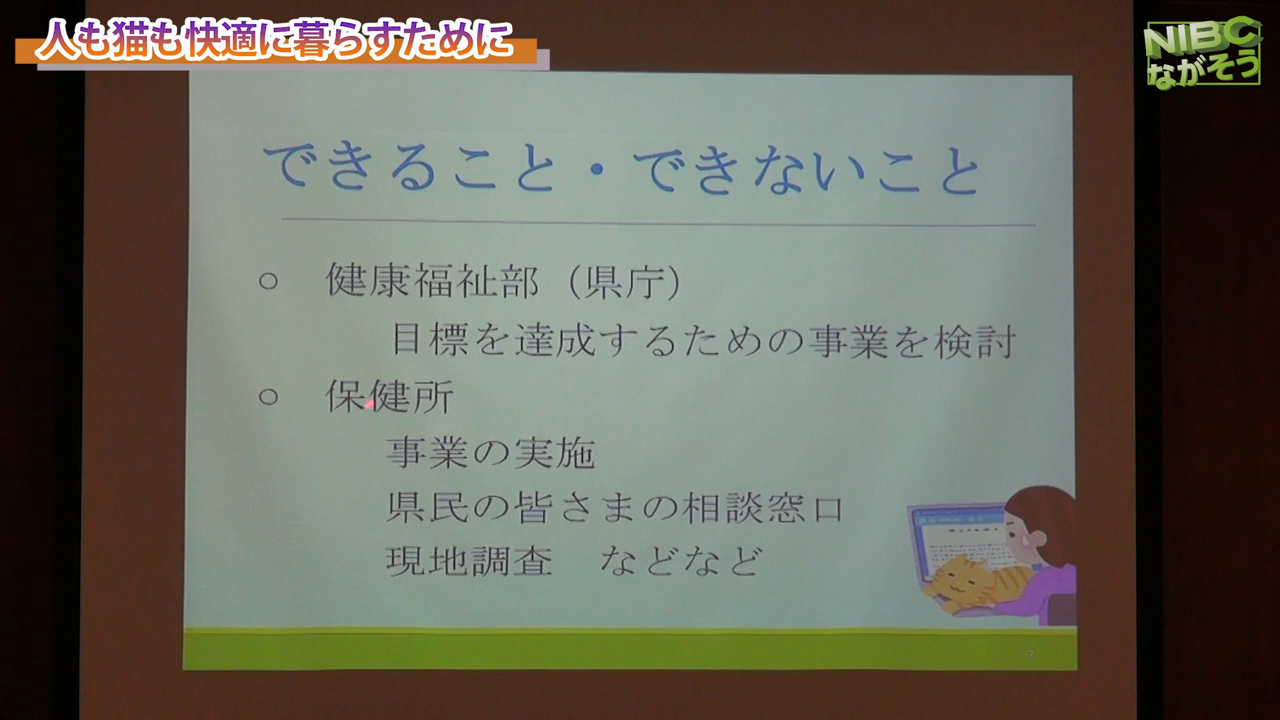 人も猫も快適に暮らすために
NIBC
ながそう
できること・できないこと
○ 健康福祉部（県庁）
目標を達成するための事業を検討
○ 保健所
事業の実施
県民の皆さまの相談窓口
現地調査　などなど
7